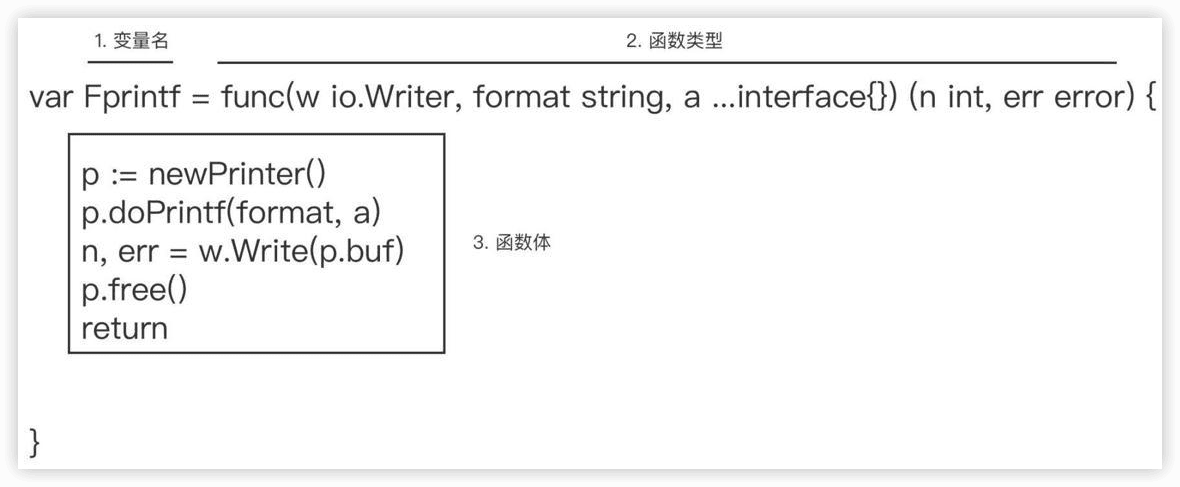 1. 变量名
2. 函数类型
var Fprintf = func(w io.Writer, format string, a ...interface{}) (n int, err error) {
p := newPrinter()
p.doPrintf(format, a)
n, err = w.Write(p.buf)
p.free()
return
3. 函数体
}